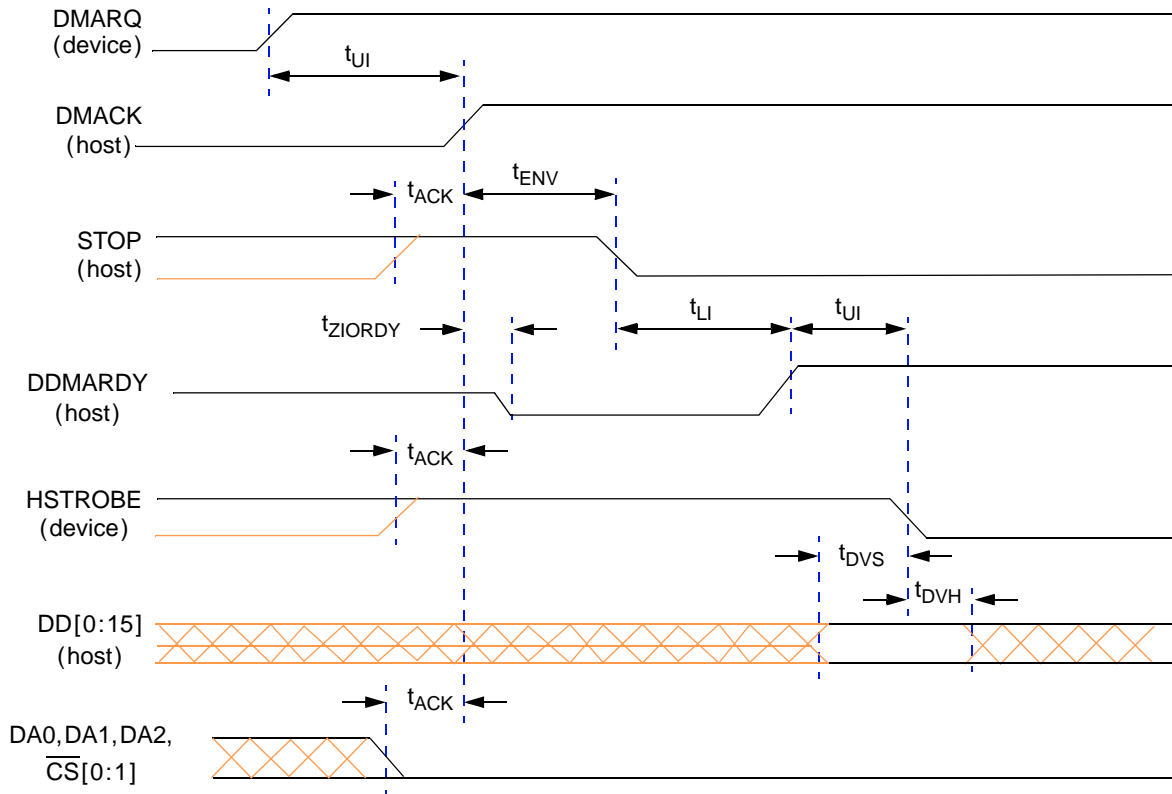 DMARQ
(device)
tUI
DMACK
(host)
tACK
tENV
STOP
(host)
tZIORDY
tLI
tUI
DDMARDY
(host)
tACK
HSTROBE
(device)
tDVS
tDVH
DD[0:15]
(host)
tACK
DA0,DA1,DA2,
CS[0:1]